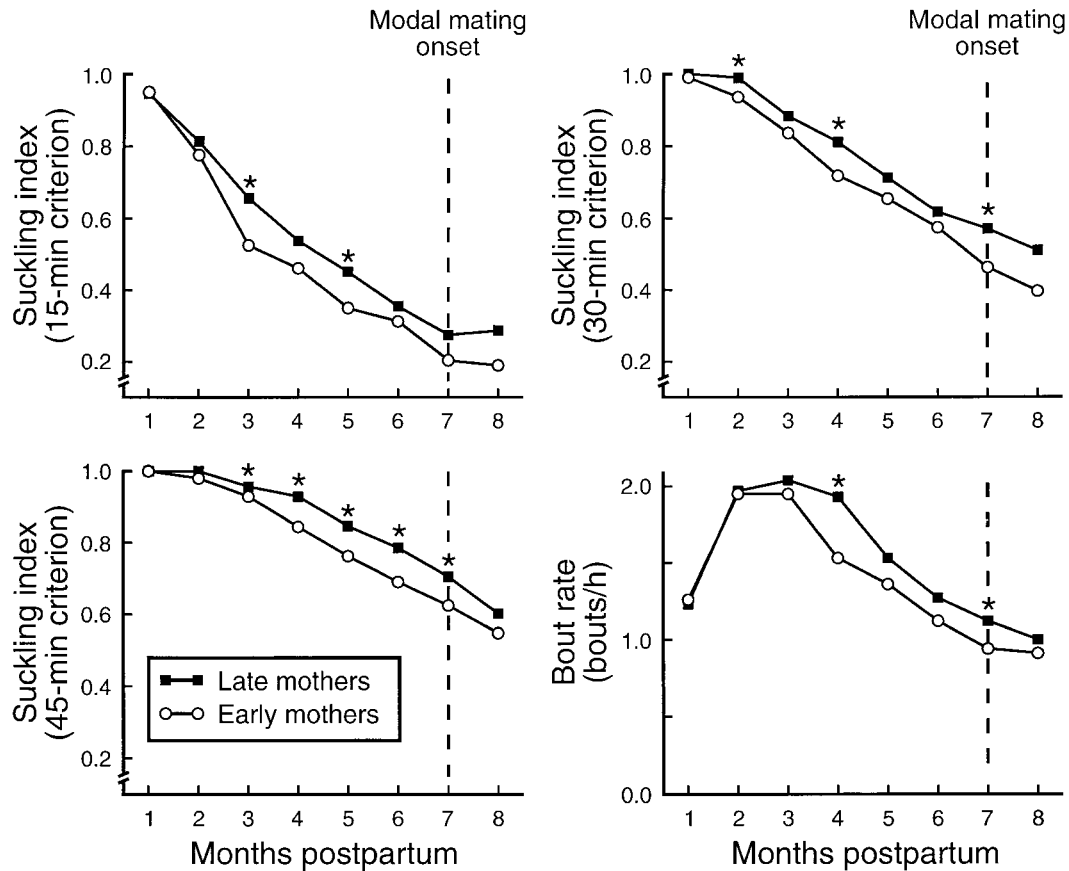 Modal mating
onset
Suckling index
(15-min criterion)
1.0
0.8
0.6
0.4
0.2
*
*
1 2 3 4 5 6 7 8
Modal mating
onset
Suckling index
(30-min criterion)
1.0
0.8
0.6
0.4
0.2
*
*
*
1 2 3 4 5 6 7 8
Suckling index
(45-min criterion)
1.0
0.8
0.6
0.4
0.2
*
*
*
*
*
Late mothers
Early mothers
1 2 3 4 5 6 7 8
Months postpartum
Bout rate
(bouts/h)
2.0
1.0
0.0
*
*
1 2 3 4 5 6 7 8
Months postpartum